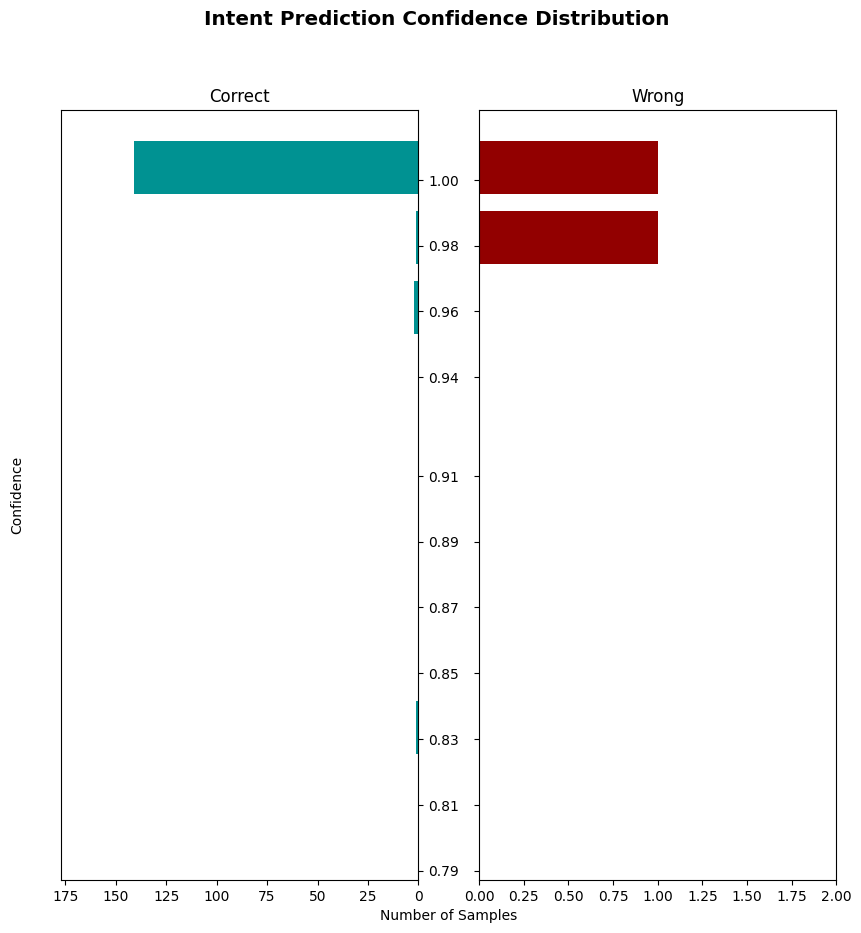 Intent Prediction Confidence Distribution
Correct
Wrong
1.00
0.98
0.96
0.94
0.91
0.89
0.87
0.85
0.83
0.81
0.79
Confidence
175 150 125 100 75 50 25 0
0.00 0.25 0.50 0.75 1.00 1.25 1.50 1.75 2.00
Number of Samples